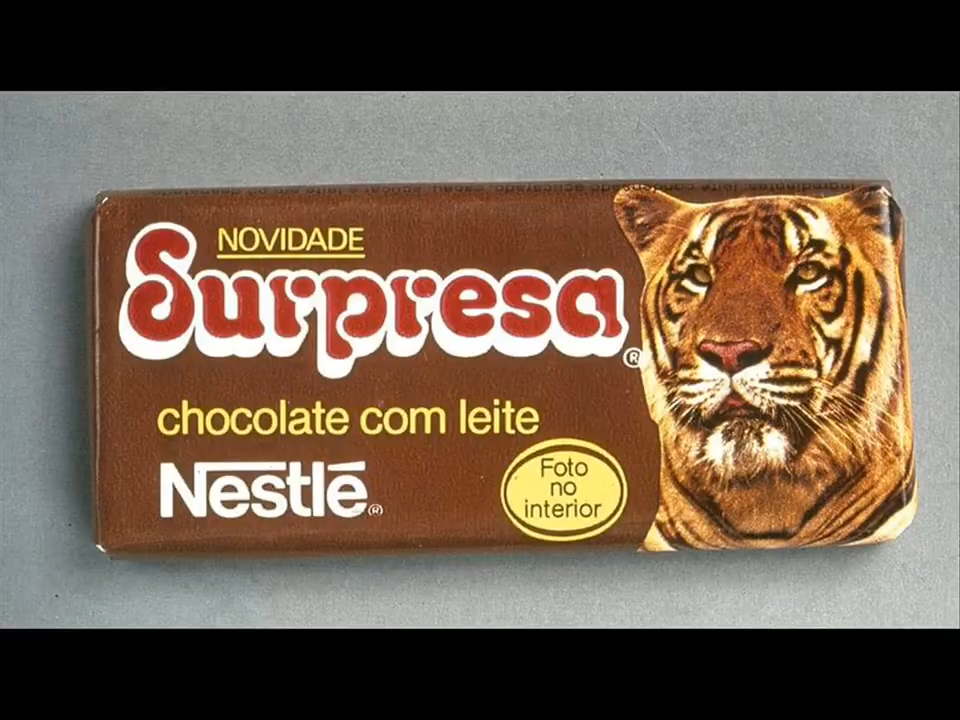 NOVIDADE
Surpresa®
chocolate com leite
Nestlé®
Foto
no
interior